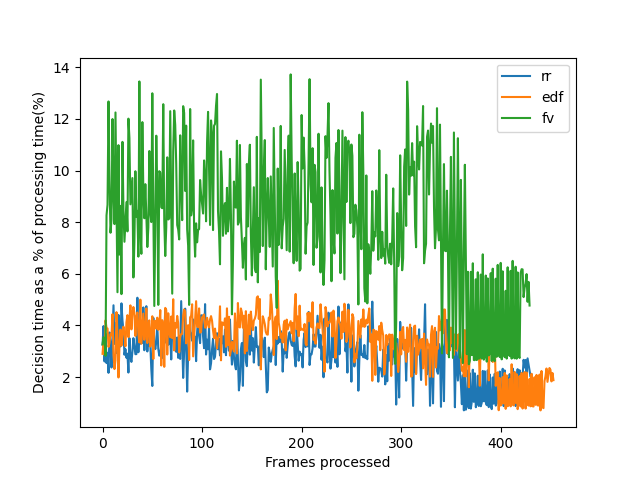 14
12
10
8
6
4
2
Decision time as a % of processing time(%)
rr
edf
fv
0 100 200 300 400
Frames processed